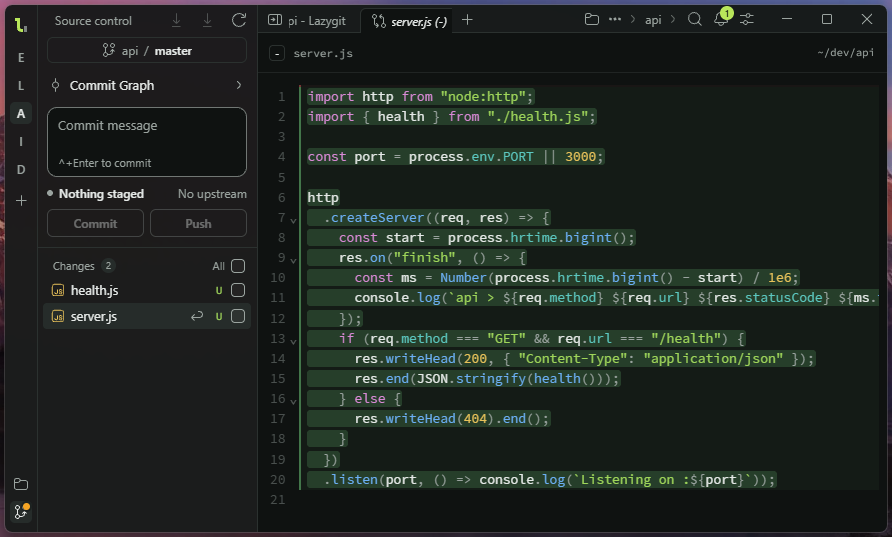 Source control
pi - Lazygit
server.js (-)
api
1
api / master
server.js
~/dev/api
E
L
A
I
D
Commit Graph
Commit message
^+Enter to commit
Nothing staged
No upstream
Commit
Push
Changes 2
All
health.js U
server.js U
1 import http from "node:http";
2 import { health } from "./health.js";
3
4 const port = process.env.PORT || 3000;
5
6 http
7 .createServer((req, res) => {
8 const start = process.hrtime.bigint();
9 res.on("finish", () => {
10 const ms = Number(process.hrtime.bigint() - start) / 1e6;
11 console.log(`api > ${req.method} ${req.url} ${res.statusCode} ${ms.
12 });
13 if (req.method === "GET" && req.url === "/health") {
14 res.writeHead(200, { "Content-Type": "application/json" });
15 res.end(JSON.stringify(health()));
16 } else {
17 res.writeHead(404).end();
18 }
19 })
20 .listen(port, () => console.log(`Listening on :${port}`));
21